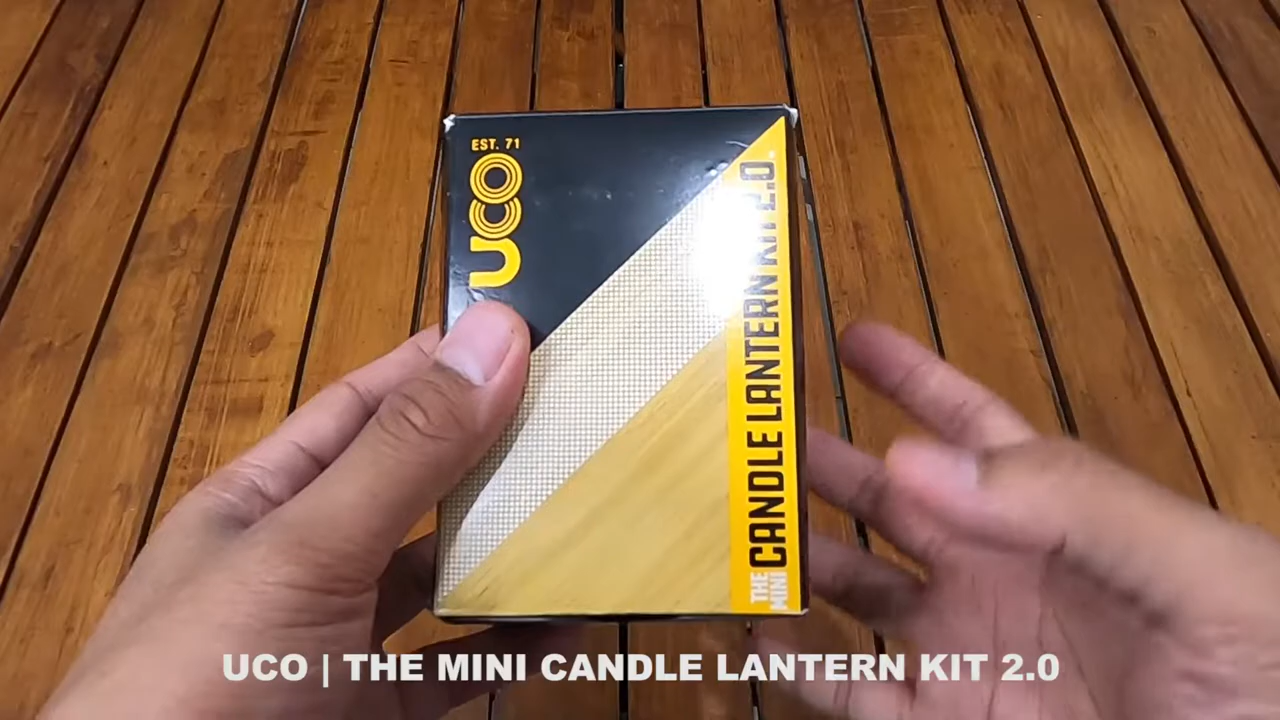 EST. 71
UCO
THE MINI CANDLE LANTERN KIT 2.0
UCO | THE MINI CANDLE LANTERN KIT 2.0